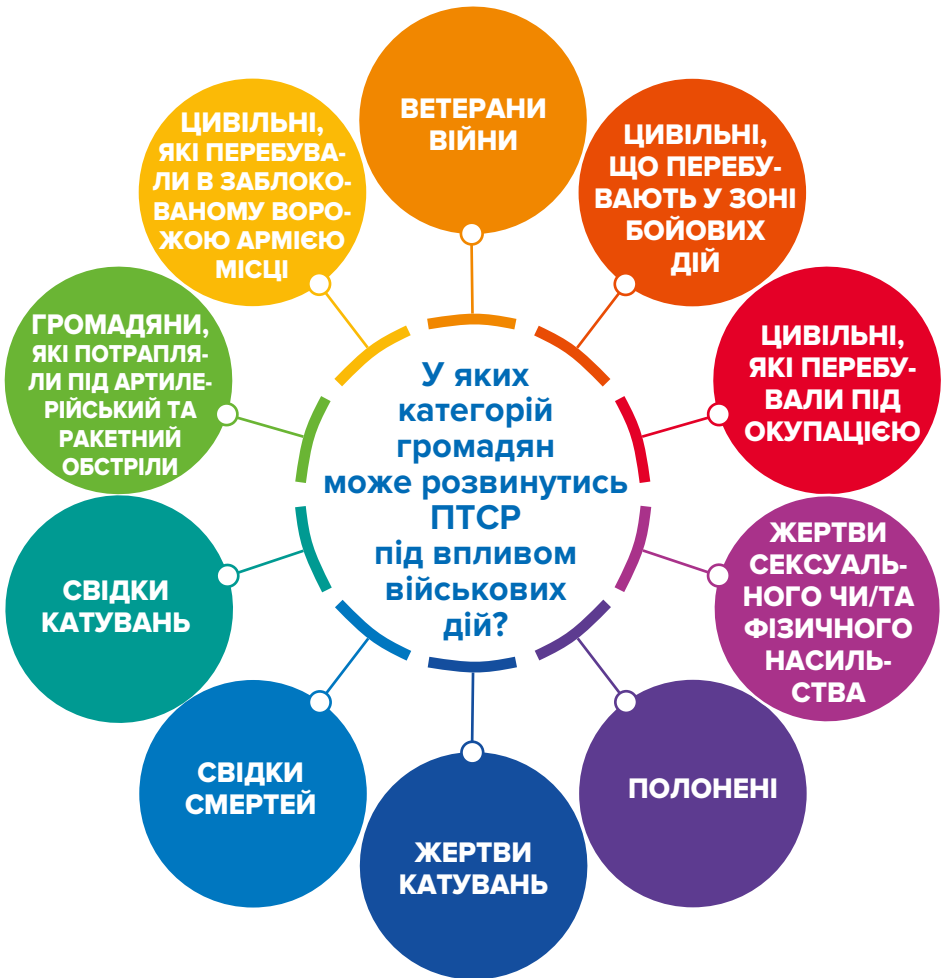 ВЕТЕРАНИ
ВІЙНИ
ЦИВІЛЬНІ,
ЩО ПЕРЕБУ-
ВАЮТЬ У ЗОНІ
БОЙОВИХ
ДІЙ
ЦИВІЛЬНІ,
ЯКІ ПЕРЕБУ-
ВАЛИ ПІД
ОКУПАЦІЄЮ
ЖЕРТВИ
СЕКСУАЛЬ-
НОГО ЧИ/ТА
ФІЗИЧНОГО
НАСИЛЬ-
СТВА
ПОЛОНЕНІ
ЖЕРТВИ
КАТУВАНЬ
СВІДКИ
СМЕРТЕЙ
СВІДКИ
КАТУВАНЬ
ГРОМАДЯНИ,
ЯКІ ПОТРАПЛЯ-
ЛИ ПІД АРТИЛЕ-
РІЙСЬКИЙ ТА
РАКЕТНИЙ
ОБСТРІЛИ
ЦИВІЛЬНІ,
ЯКІ ПЕРЕБУВА-
ЛИ В ЗАБЛОКО-
ВАНОМУ ВОРО-
ЖОЮ АРМІЄЮ
МІСЦІ
У яких
категорій
громадян
може розвинутись
ПТСР
під впливом
військових
дій?